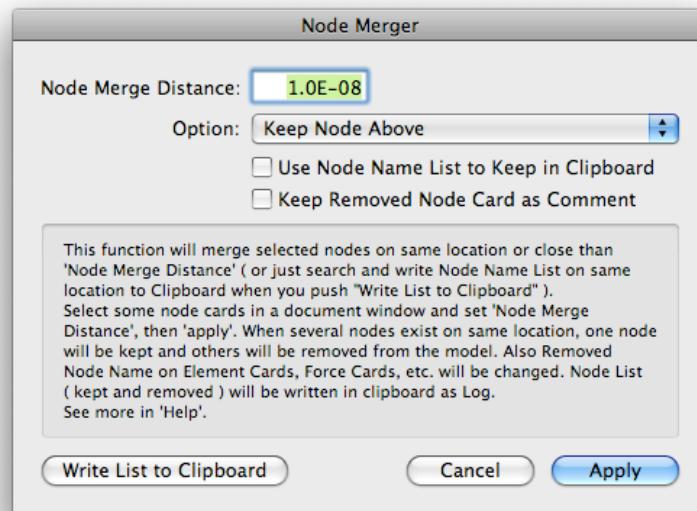 Node Merger
Node Merge Distance: 1.0E-08
Option: Keep Node Above
Use Node Name List to Keep in Clipboard
Keep Removed Node Card as Comment
This function will merge selected nodes on same location or close than
'Node Merge Distance' ( or just search and write Node Name List on same
location to Clipboard when you push "Write List to Clipboard" ).
Select some node cards in a document window and set 'Node Merge
Distance', then 'apply'. When several nodes exist on same location, one node
will be kept and others will be removed from the model. Also Removed
Node Name on Element Cards, Force Cards, etc. will be changed. Node List
( kept and removed ) will be written in clipboard as Log.
See more in 'Help'.
Write List to Clipboard Cancel Apply